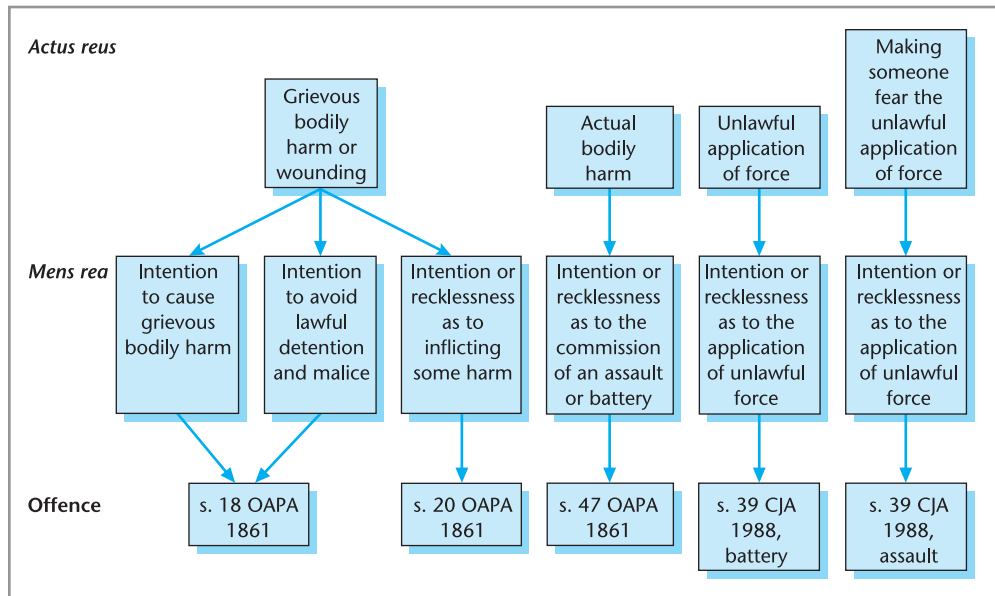 Actus reus
Grievous
bodily
harm or
wounding
Actual
bodily
harm
Unlawful
application
of force
Making
someone
fear the
unlawful
application
of force
Mens rea
Intention
to cause
grievous
bodily harm
Intention
to avoid
lawful
detention
and malice
Intention or
recklessness
as to
inflicting
some harm
Intention or
recklessness
as to the
commission
of an assault
or battery
Intention or
recklessness
as to the
application
of unlawful
force
Intention or
recklessness
as to the
application
of unlawful
force
Offence
s. 18 OAPA
1861
s. 20 OAPA
1861
s. 47 OAPA
1861
s. 39 CJA
1988,
battery
s. 39 CJA
1988,
assault